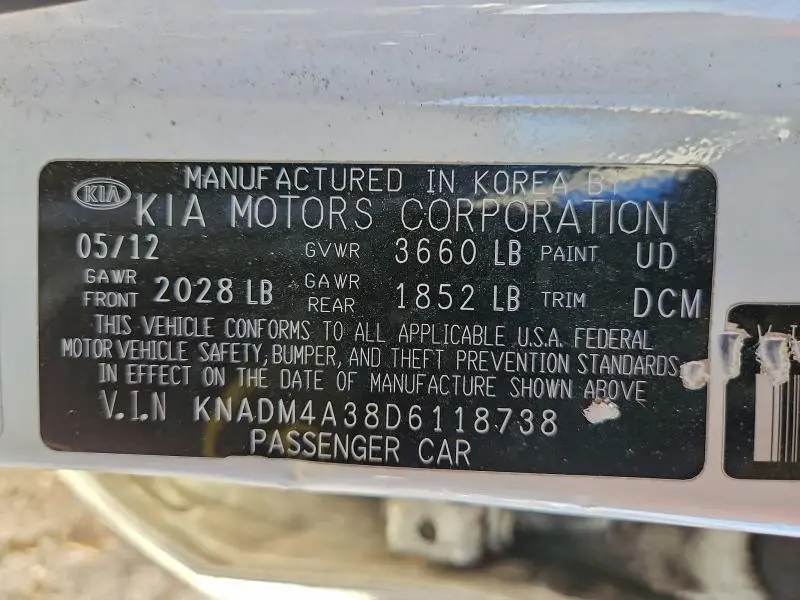 KIA MANUFACTURED IN KOREA BY
KIA MOTORS CORPORATION
05/12 GVWR 3660 LB PAINT UD
GAWR FRONT 2028 LB GAWR REAR 1852 LB TRIM DCM
THIS VEHICLE CONFORMS TO ALL APPLICABLE U.S.A. FEDERAL
MOTOR VEHICLE SAFETY, BUMPER, AND THEFT PREVENTION STANDARDS
IN EFFECT ON THE DATE OF MANUFACTURE SHOWN ABOVE
V.I.N KNADM4A38D6118738
PASSENGER CAR